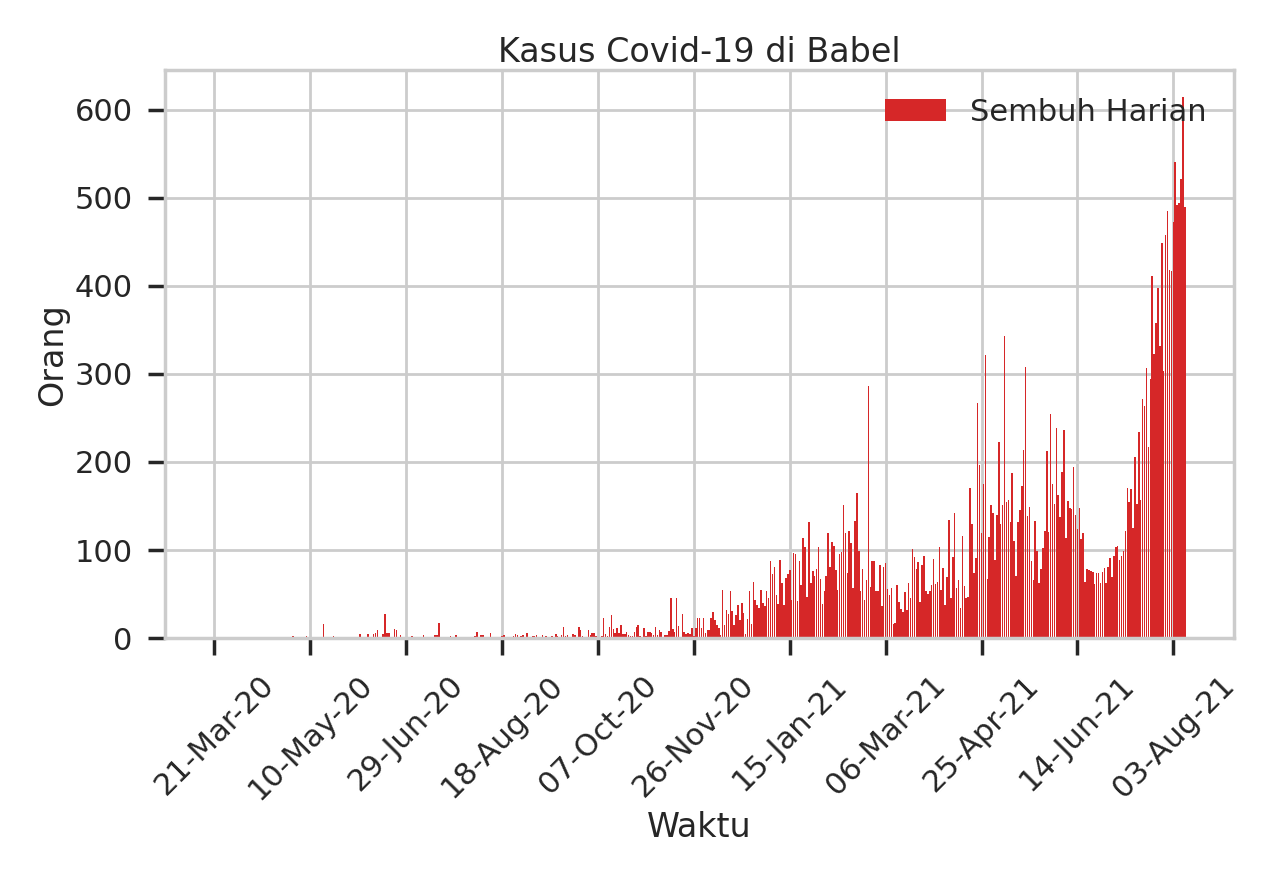 Kasus Covid-19 di Babel
Sembuh Harian
Orang
600
500
400
300
200
100
0
21-Mar-20
10-May-20
29-Jun-20
18-Aug-20
07-Oct-20
26-Nov-20
15-Jan-21
06-Mar-21
25-Apr-21
14-Jun-21
03-Aug-21
Waktu